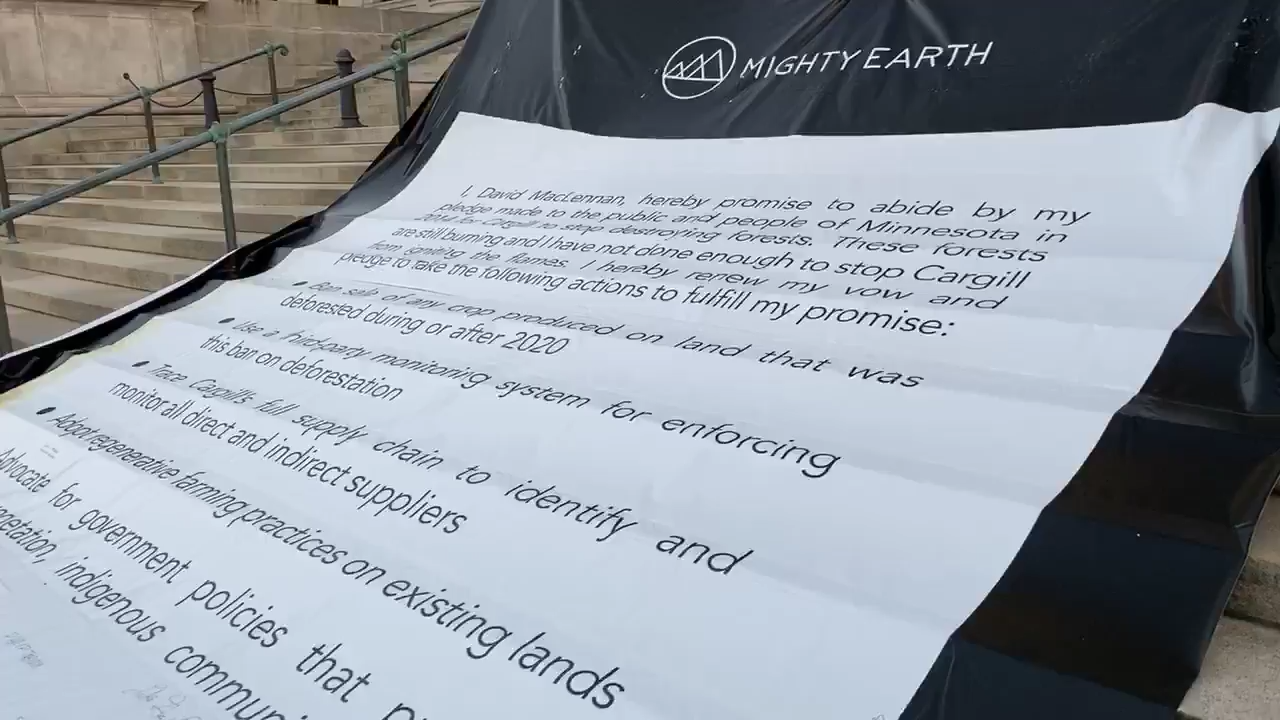 MIGHTY EARTH
I, David MacLennan, hereby promise to abide by my
pledge made to the public and people of Minnesota in
2014 for Cargill to stop destroying forests. These forests
are still burning and I have not done enough to stop Cargill
from igniting the flames. I hereby renew my vow and
pledge to take the following actions to fulfill my promise:
• Ban sale of any crop produced on land that was
deforested during or after 2020
• Use a third-party monitoring system for enforcing
this ban on deforestation
• Trace Cargill's full supply chain to identify and
monitor all direct and indirect suppliers
• Adopt regenerative farming practices on existing lands
Advocate for government policies that
indigenous